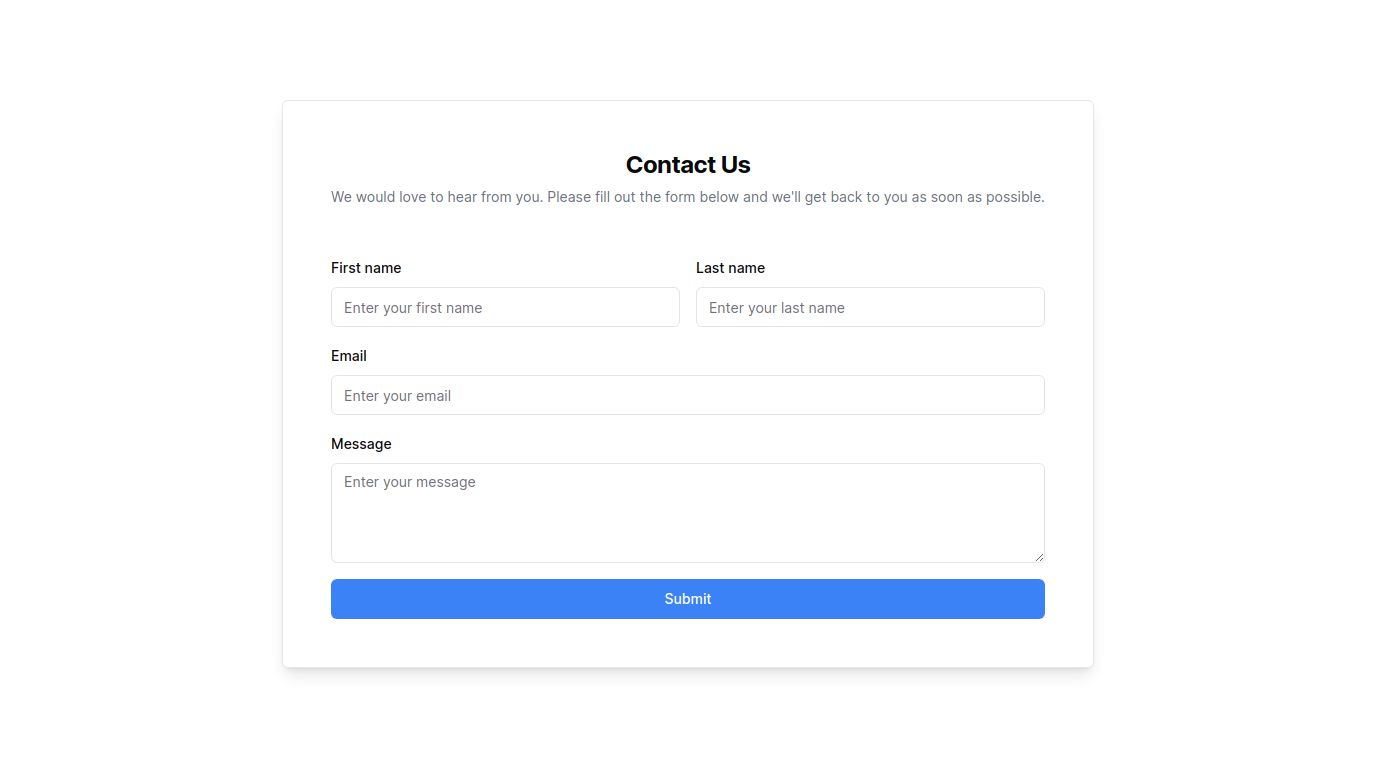 Contact Us
We would love to hear from you. Please fill out the form below and we'll get back to you as soon as possible.
First name
Last name
Enter your first name
Enter your last name
Email
Enter your email
Message
Enter your message
Submit